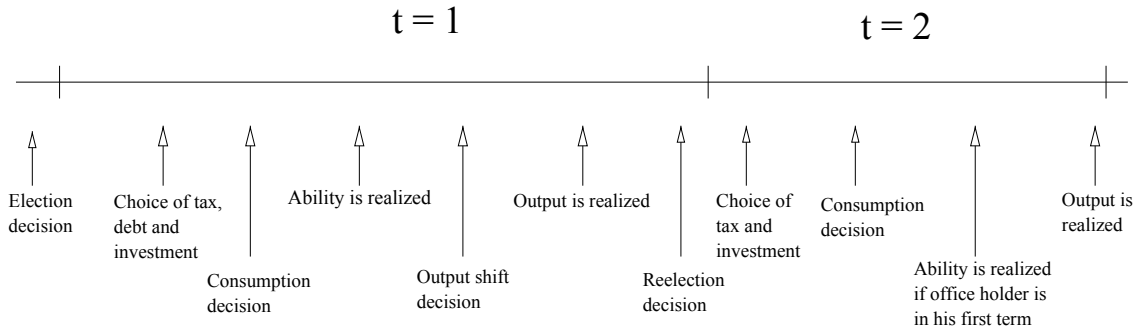 t = 1
t = 2
Election
decision
Choice of tax,
debt and
investment
Consumption
decision
Ability is realized
Output shift
decision
Output is realized
Reelection
decision
Choice of
tax and
investment
Consumption
decision
Ability is realized
if office holder is
in his first term
Output is
realized